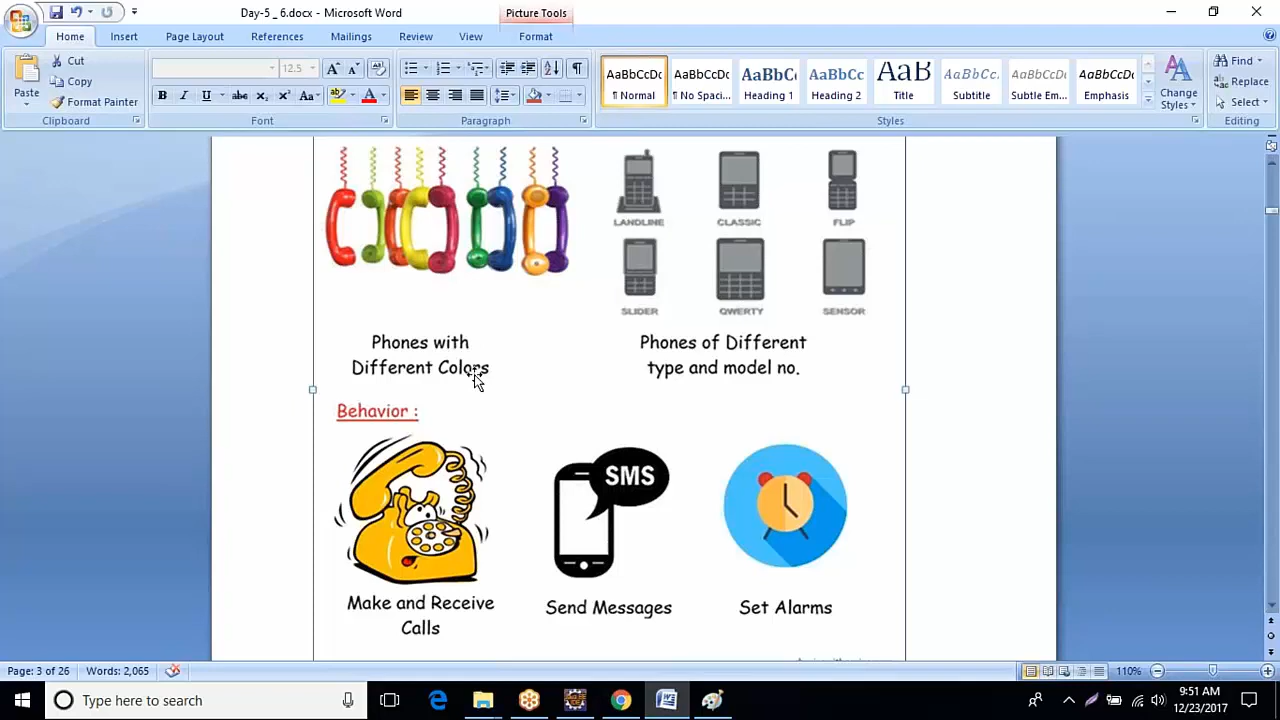 Day-5 _ 6.docx - Microsoft Word
Picture Tools
Home Insert Page Layout References Mailings Review View Format
Paste
Cut
Copy
Format Painter
Clipboard
12.5
Font
Paragraph
AaBbCcDc AaBbCcDc AaBbC AaBbCc AaB AaBbCc. AaBbCcDc AaBbCcDc
¶ Normal ¶ No Spaci... Heading 1 Heading 2 Title Subtitle Subtle Em... Emphasis
Change
Styles
Styles
Find
Replace
Select
Editing
LANDLINE CLASSIC FLIP
SLIDER QWERTY SENSOR
Phones with
Different Colors
Phones of Different
type and model no.
Behavior :
SMS
Make and Receive
Calls
Send Messages
Set Alarms
Page: 3 of 26 Words: 2,065 110%
Type here to search
9:51 AM
12/23/2017